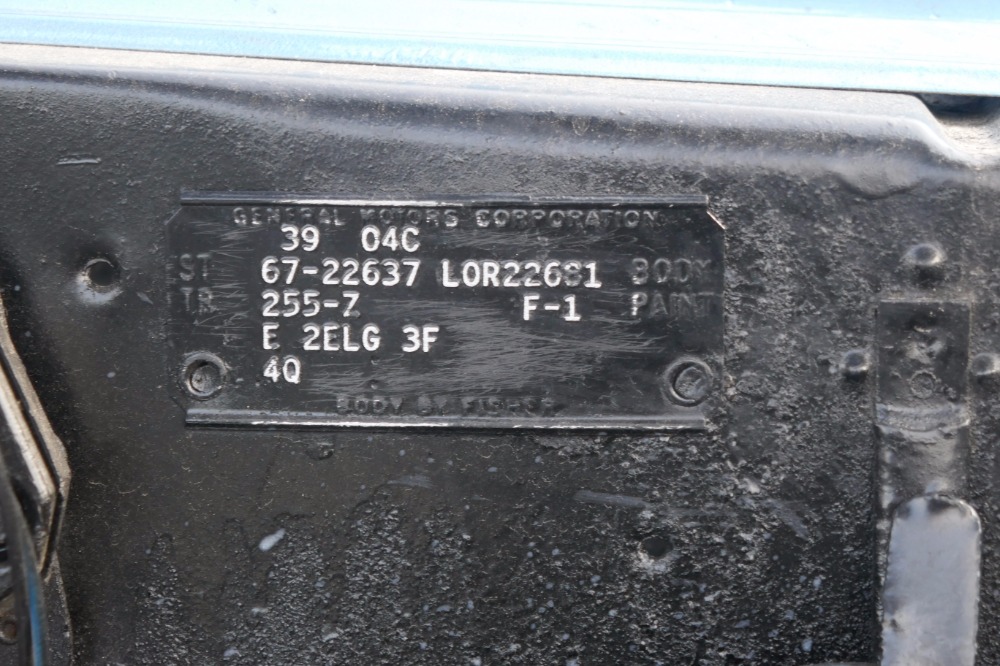 GENERAL MOTORS CORPORATION
39 04C
ST 67-22637 LOR22681 BODY
TR 255-Z F-1 PAINT
E 2ELG 3F
4Q
BODY BY FISHER